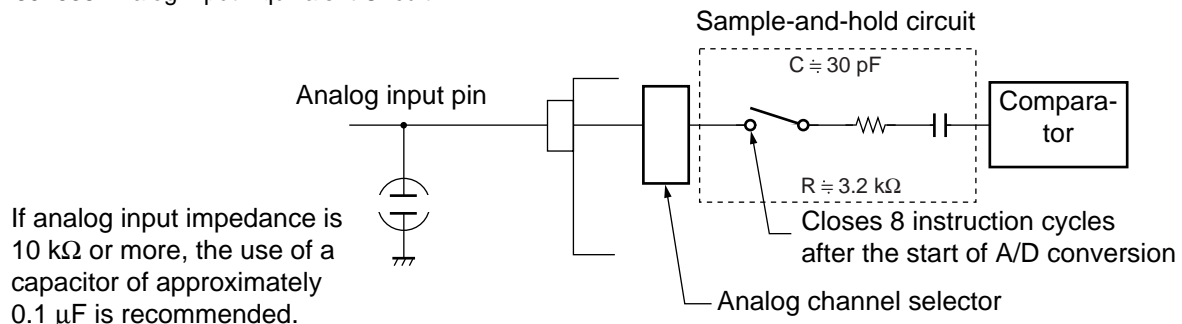 Sample-and-hold circuit
C ≒ 30 pF
Analog input pin
Compara-
tor
R ≒ 3.2 kΩ
If analog input impedance is
10 kΩ or more, the use of a
capacitor of approximately
0.1 µF is recommended.
Closes 8 instruction cycles
after the start of A/D conversion
Analog channel selector